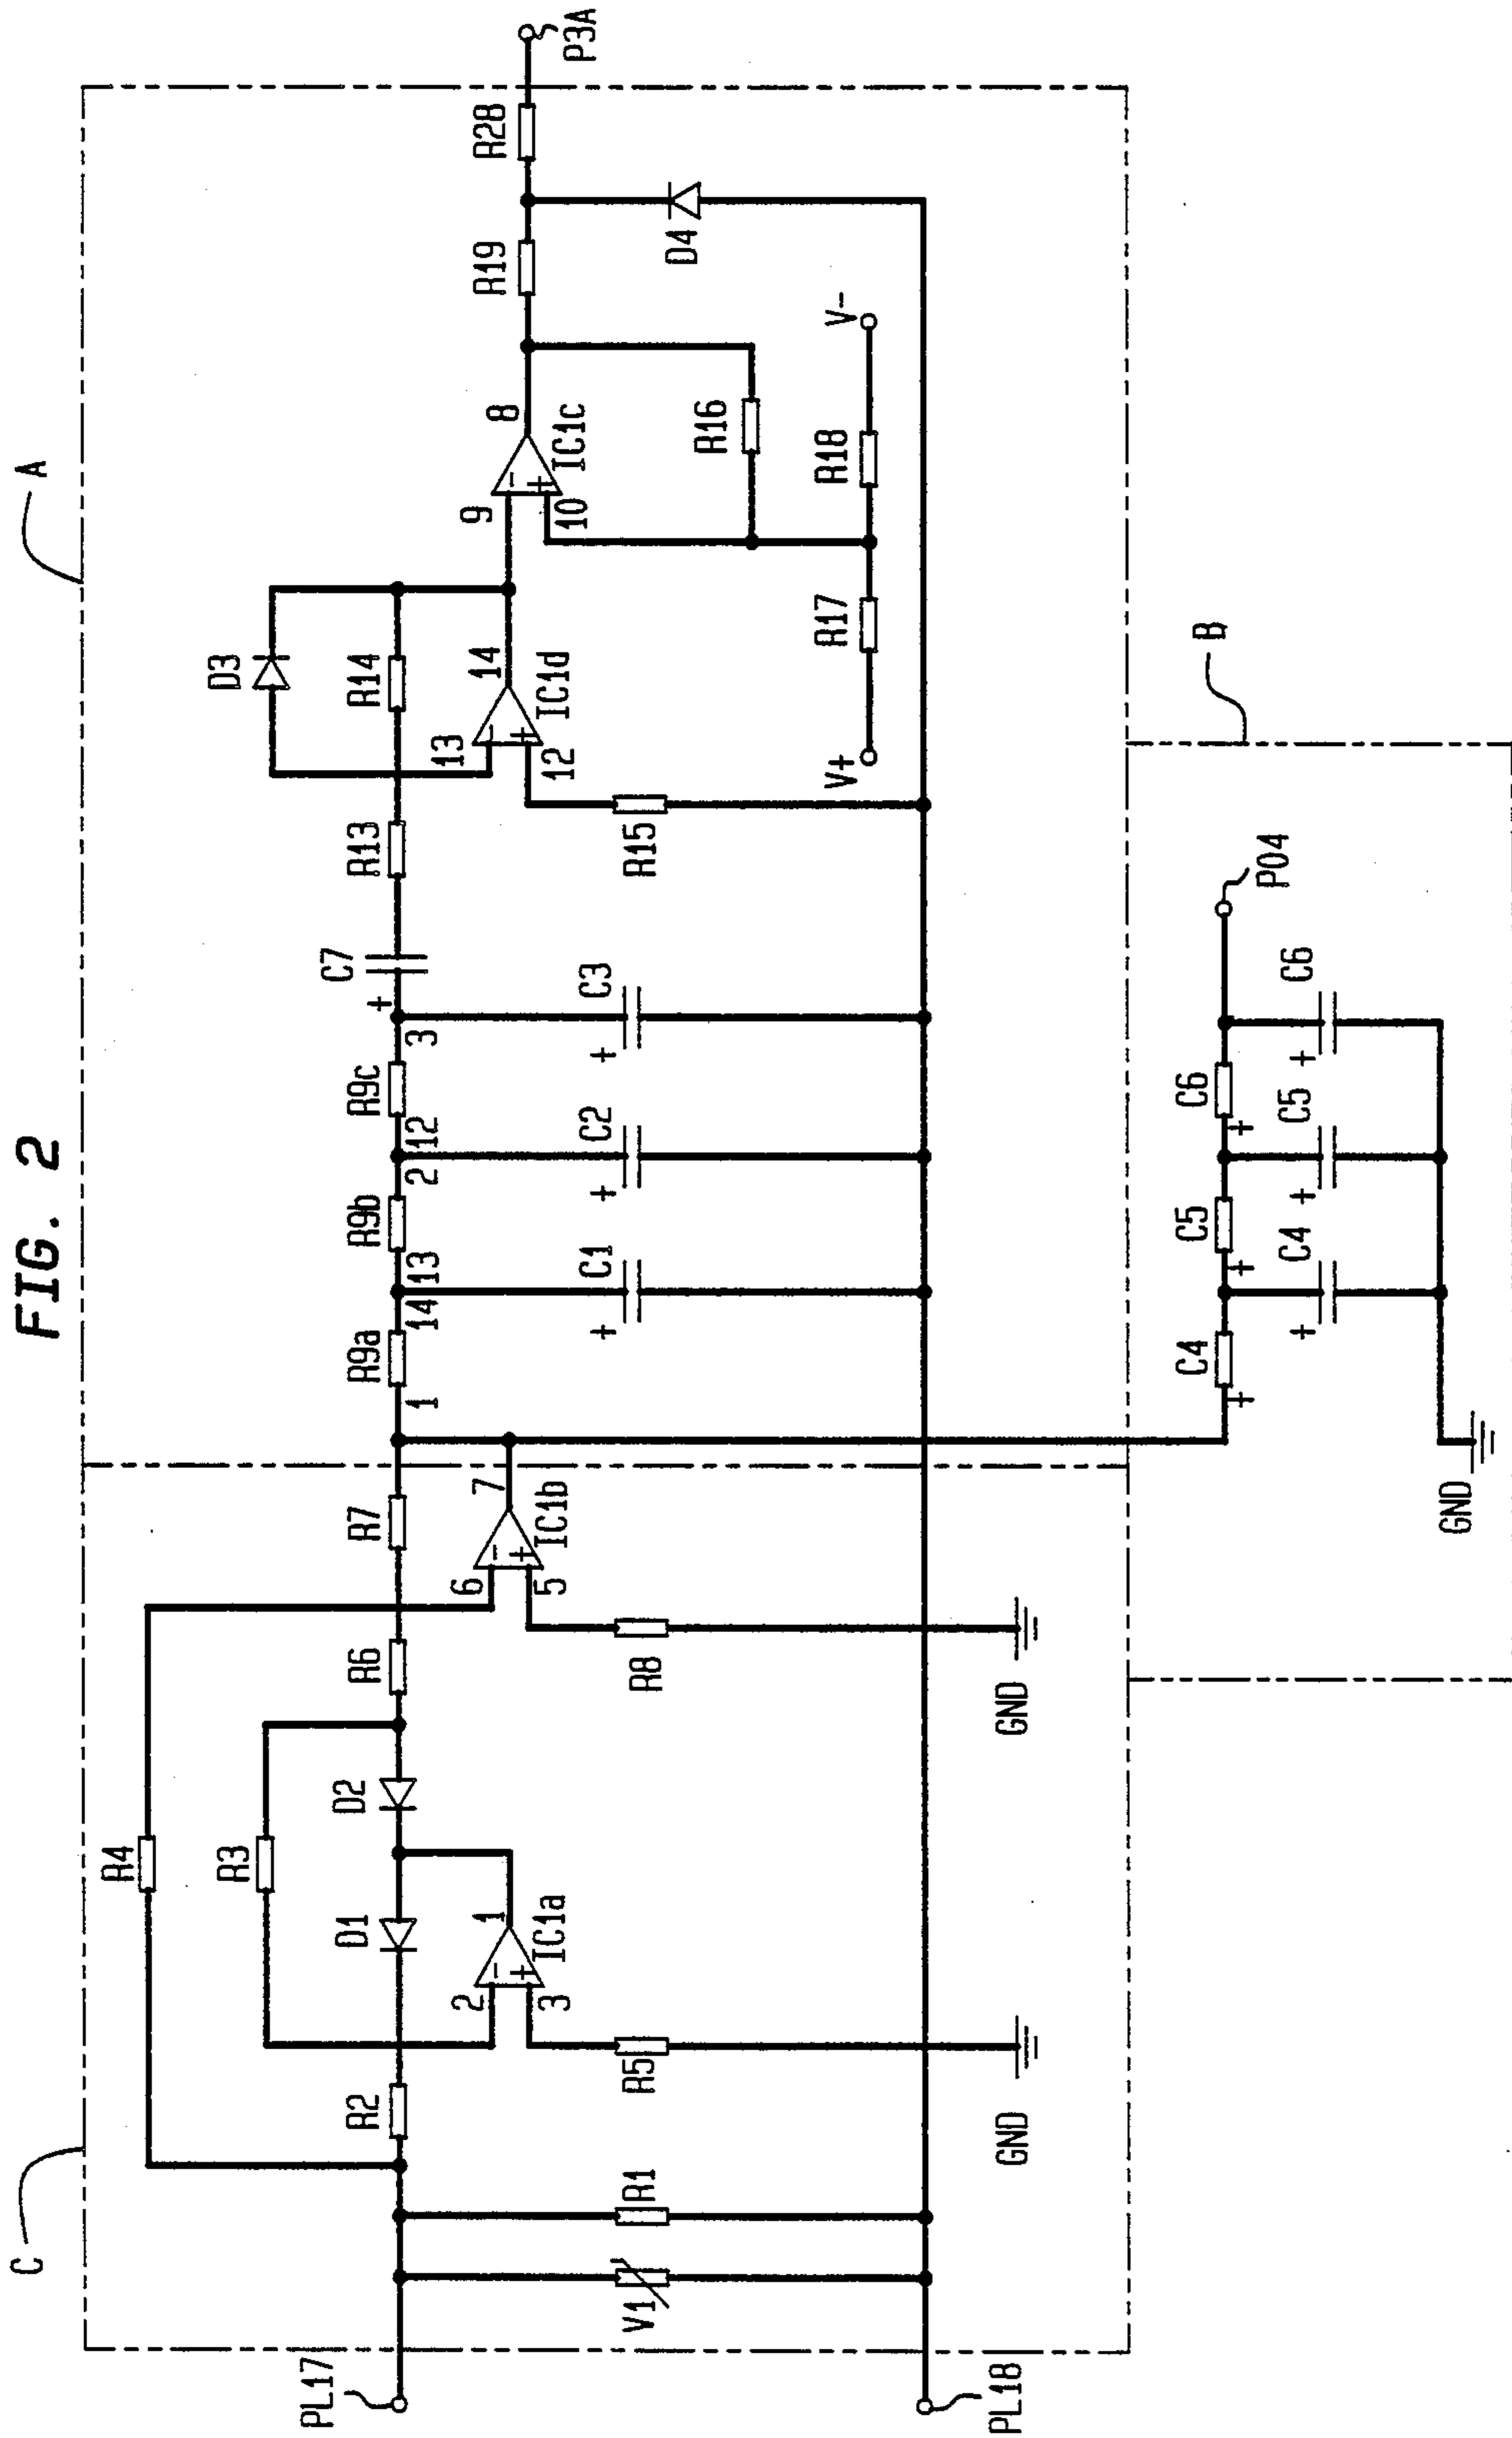 FIG. 2
A
C
B
R4
R3
D1
D2
R2
R6
R7
R9a
R9b
R9c
C7
+
R13
R14
D3
R19
R28
P3A
PL17
PL18
V1
R1
R5
R8
GND
GND
2
3
1
-
+
IC1a
6
5
7
-
+
IC1b
1
14
13
2
12
3
+
C1
+
C2
+
C3
13
12
14
-
+
IC1d
R15
9
10
8
-
+
IC1c
R16
R17
R18
V+
V-
D4
C4
+
C5
+
C6
+
P04
+
C4
+
C5
+
C6
GND